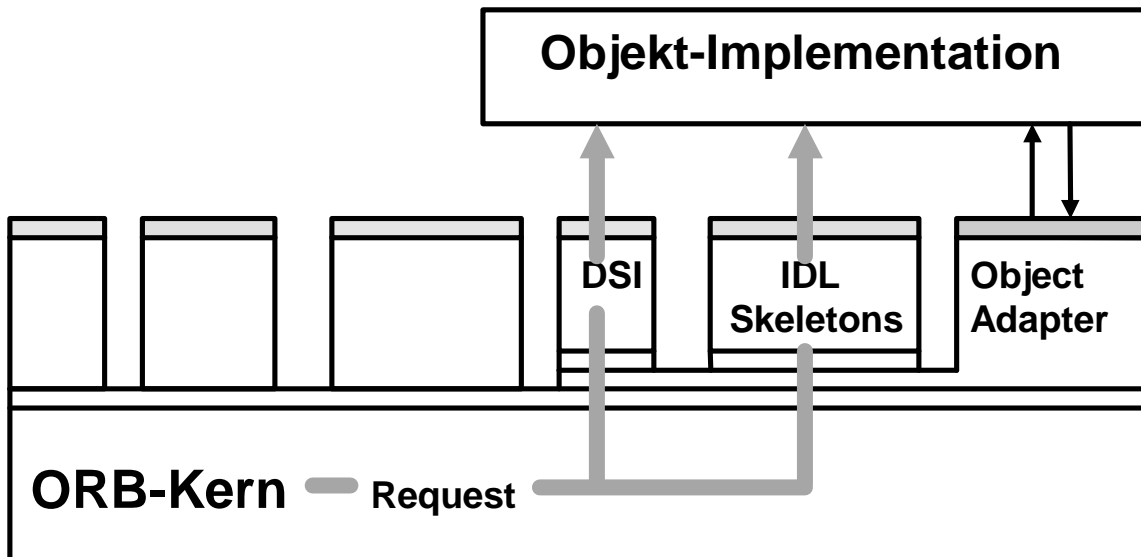 Objekt-Implementation
DSI
IDL
Skeletons
Object
Adapter
ORB-Kern
Request